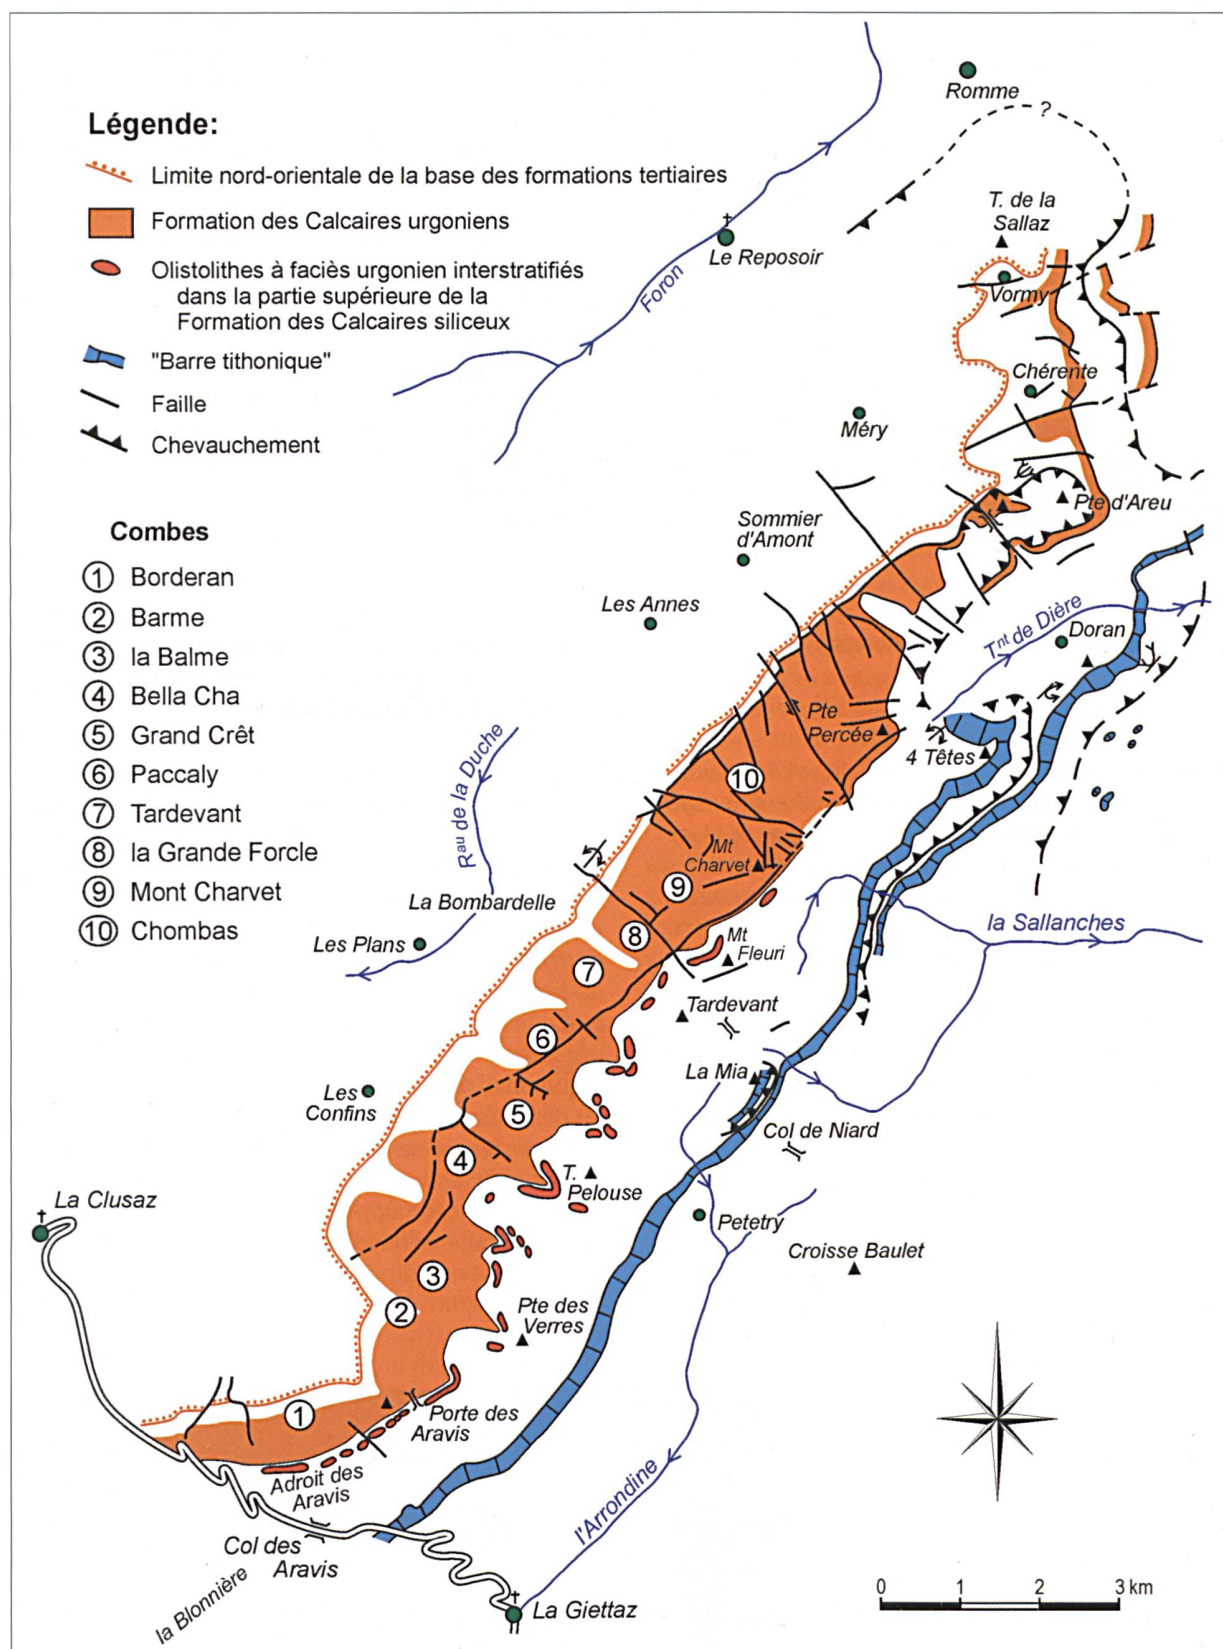 Légende:
Limite nord-orientale de la base des formations tertiaires
Formation des Calcaires urgoniens
Olistolithes à faciès urgonien interstratifiés
dans la partie supérieure de la
Formation des Calcaires siliceux
"Barre tithonique"
Faille
Chevauchement
Combes
1 Borderan
2 Barme
3 la Balme
4 Bella Cha
5 Grand Crêt
6 Paccaly
7 Tardevant
8 la Grande Forcle
9 Mont Charvet
10 Chombas
Romme
?
T. de la
Sallaz
Le Reposoir
Foron
Vormy
Chérente
Méry
Pte d'Areu
Sommier
d'Amont
Les Annes
Tnt de Dière
Doran
Pte
Percée
4 Têtes
10
Rau de la Duche
Mt
Charvet
9
La Bombardelle
Les Plans
8
Mt
Fleuri
la Sallanches
7
Tardevant
6
La Mia
Les
Confins
5
Col de Niard
4
T.
Pelouse
La Clusaz
Petetry
Croisse Baulet
3
2
Pte des
Verres
1
Porte des
Aravis
Adroit des
Aravis
Col des
Aravis
l'Arrondine
la Blonnière
La Giettaz
0 1 2 3 km